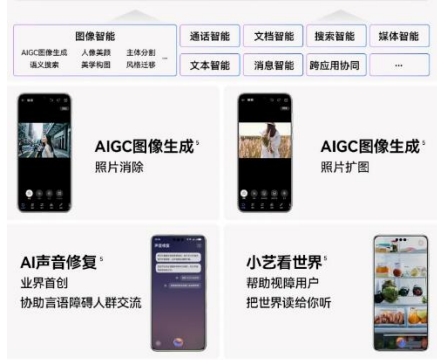 图像智能
AIGC图像生成 人像美颜 主体分割
语义搜索 美学构图 风格迁移 ...
通话智能 文档智能 搜索智能 媒体智能
文本智能 消息智能 跨应用协同 ...
AIGC图像生成⁵
照片消除
AIGC图像生成⁵
照片扩图
AI声音修复⁵
业界首创
协助言语障碍人群交流
小艺看世界⁵
帮助视障用户
把世界读给你听